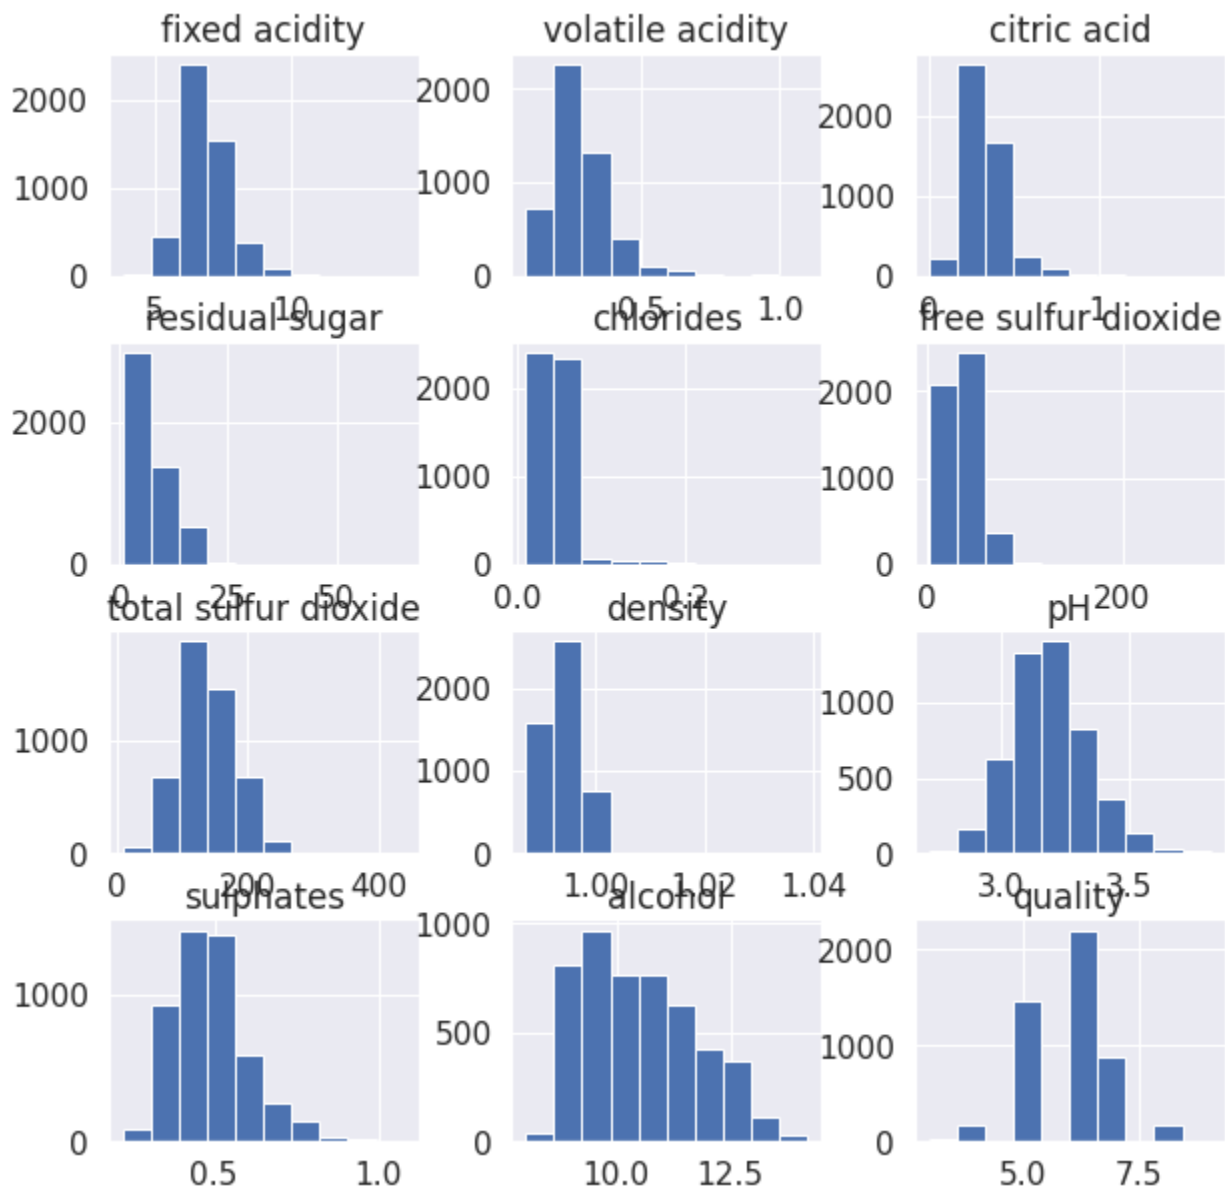 fixed acidity volatile acidity citric acid
2000 2000 2000
1000 1000 1000
0 0 0
5 10 0.5 1.0 0 1
residual sugar chlorides free sulfur dioxide
2000 2000 2000
1000 1000
0 0 0
0 25 50 0.0 0.2 0 200
total sulfur dioxide density pH
1000 2000 1000
1000 500
0 0 0
0 200 400 1.00 1.02 1.04 3.0 3.5
sulphates alcohol quality
1000 1000 2000
500 1000
0 0 0
0.5 1.0 10.0 12.5 5.0 7.5